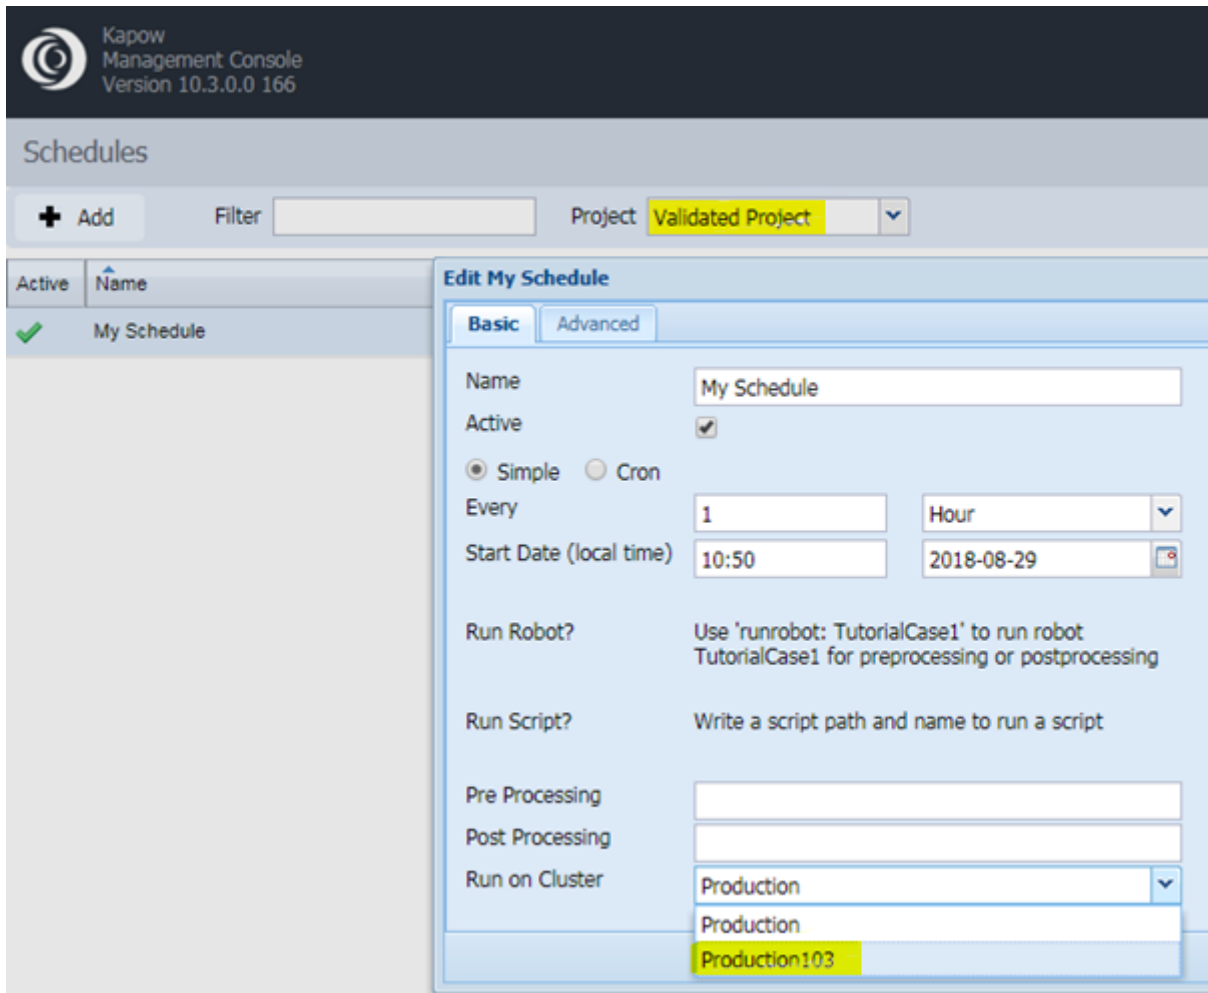 Kapow
Management Console
Version 10.3.0.0 166
Schedules
Add Filter Project Validated Project
Active Name
My Schedule
Edit My Schedule
Basic Advanced
Name My Schedule
Active
Simple Cron
Every 1 Hour
Start Date (local time) 10:50 2018-08-29
Run Robot? Use 'runrobot: TutorialCase1' to run robot
TutorialCase1 for preprocessing or postprocessing
Run Script? Write a script path and name to run a script
Pre Processing
Post Processing
Run on Cluster Production
Production
Production103